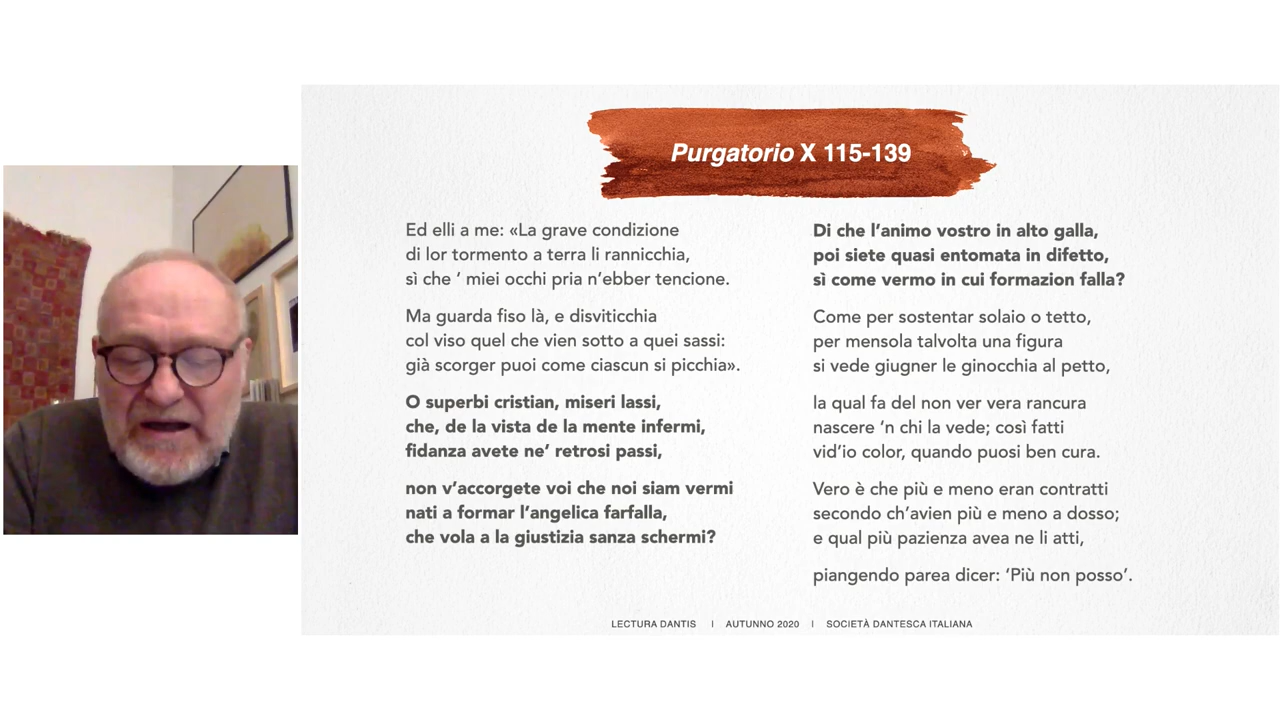 Purgatorio X 115-139
Ed elli a me: «La grave condizione
di lor tormento a terra li rannicchia,
sì che ‘ miei occhi pria n’ebber tencione.
Ma guarda fiso là, e disviticchia
col viso quel che vien sotto a quei sassi:
già scorger puoi come ciascun si picchia».
O superbi cristian, miseri lassi,
che, de la vista de la mente infermi,
fidanza avete ne’ retrosi passi,
non v’accorgete voi che noi siam vermi
nati a formar l’angelica farfalla,
che vola a la giustizia sanza schermi?
Di che l’animo vostro in alto galla,
poi siete quasi entomata in difetto,
sì come vermo in cui formazion falla?
Come per sostentar solaio o tetto,
per mensola talvolta una figura
si vede giugner le ginocchia al petto,
la qual fa del non ver vera rancura
nascere ‘n chi la vede; così fatti
vid’io color, quando puosi ben cura.
Vero è che più e meno eran contratti
secondo ch’avien più e meno a dosso;
e qual più pazienza avea ne li atti,
piangendo parea dicer: ‘Più non posso’.
LECTURA DANTIS | AUTUNNO 2020 | SOCIETÀ DANTESCA ITALIANA